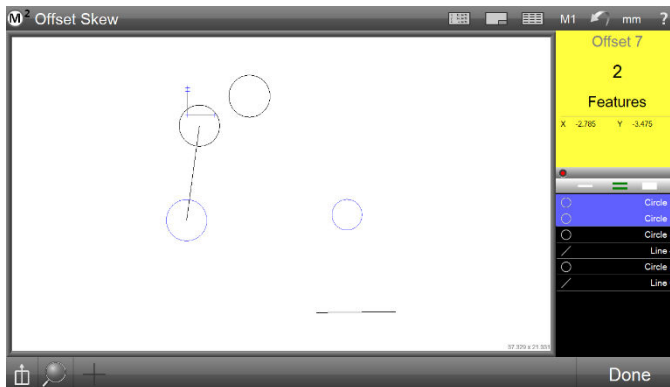 M² Offset Skew M1 mm ?
Offset 7
2
Features
X -2.785 Y -3.475
Circle
Circle
Circle
Line
Circle
Line
Done